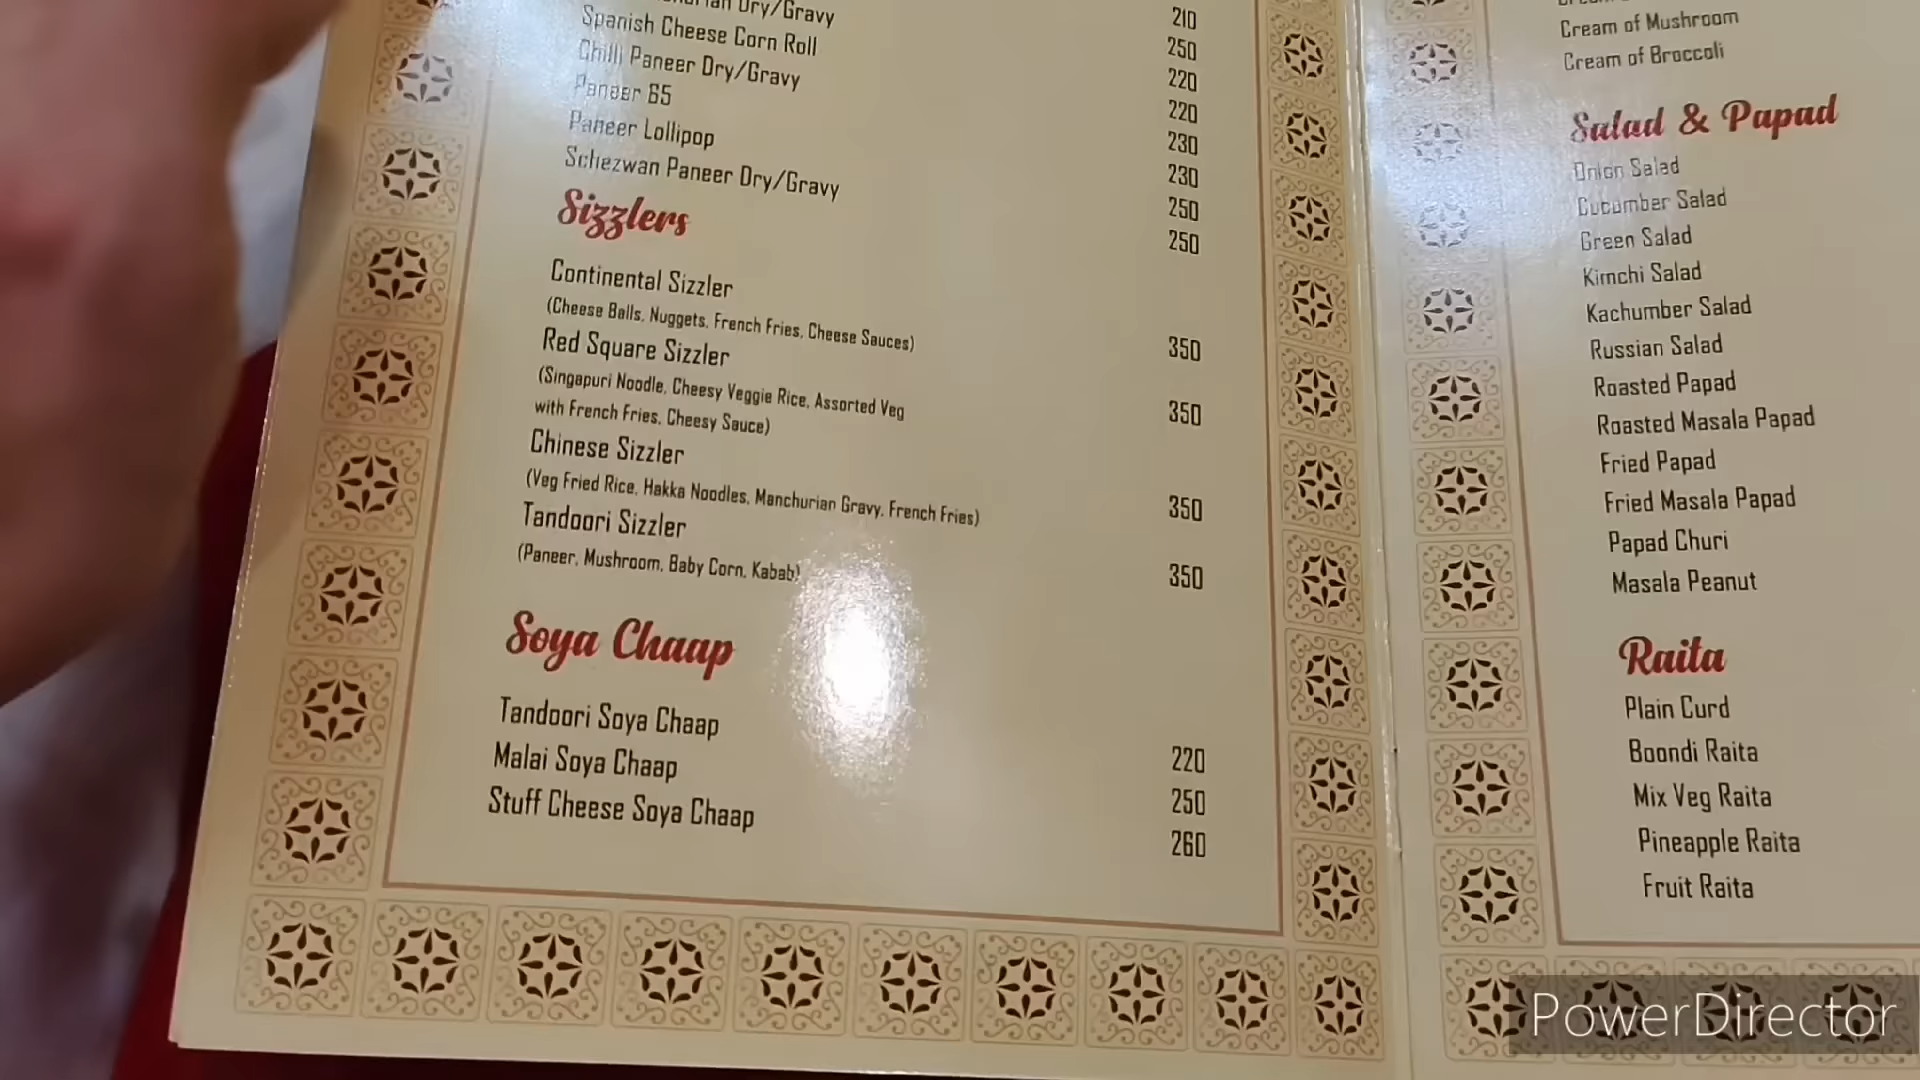 Dry/Gravy
210
Spanish Cheese Corn Roll
250
Chilli Paneer Dry/Gravy
220
Paneer 65
220
Paneer Lollipop
230
Schezwan Paneer Dry/Gravy
230
250
250
Sizzlers
Continental Sizzler
(Cheese Balls, Nuggets, French Fries, Cheese Sauces)
350
Red Square Sizzler
(Singapuri Noodle, Cheesy Veggie Rice, Assorted Veg
with French Fries, Cheesy Sauce)
350
Chinese Sizzler
(Veg Fried Rice, Hakka Noodles, Manchurian Gravy, French Fries)
350
Tandoori Sizzler
(Paneer, Mushroom, Baby Corn, Kabab)
350
Soya Chaap
Tandoori Soya Chaap
220
Malai Soya Chaap
250
Stuff Cheese Soya Chaap
260
Cream of Mushroom
Cream of Broccoli
Salad & Papad
Onion Salad
Cucumber Salad
Green Salad
Kimchi Salad
Kachumber Salad
Russian Salad
Roasted Papad
Roasted Masala Papad
Fried Papad
Fried Masala Papad
Papad Churi
Masala Peanut
Raita
Plain Curd
Boondi Raita
Mix Veg Raita
Pineapple Raita
Fruit Raita
PowerDirector